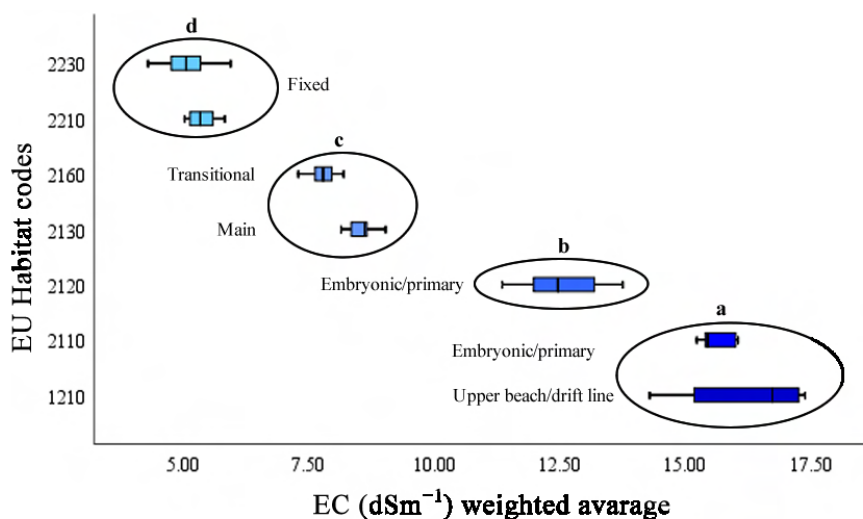 d
2230
Fixed
2210
c
2160
Transitional
2130
Main
b
2120
Embryonic/primary
a
2110
Embryonic/primary
1210
Upper beach/drift line
EU Habitat codes
5.00 7.50 10.00 12.50 15.00 17.50
EC (dSm⁻¹) weighted avarage